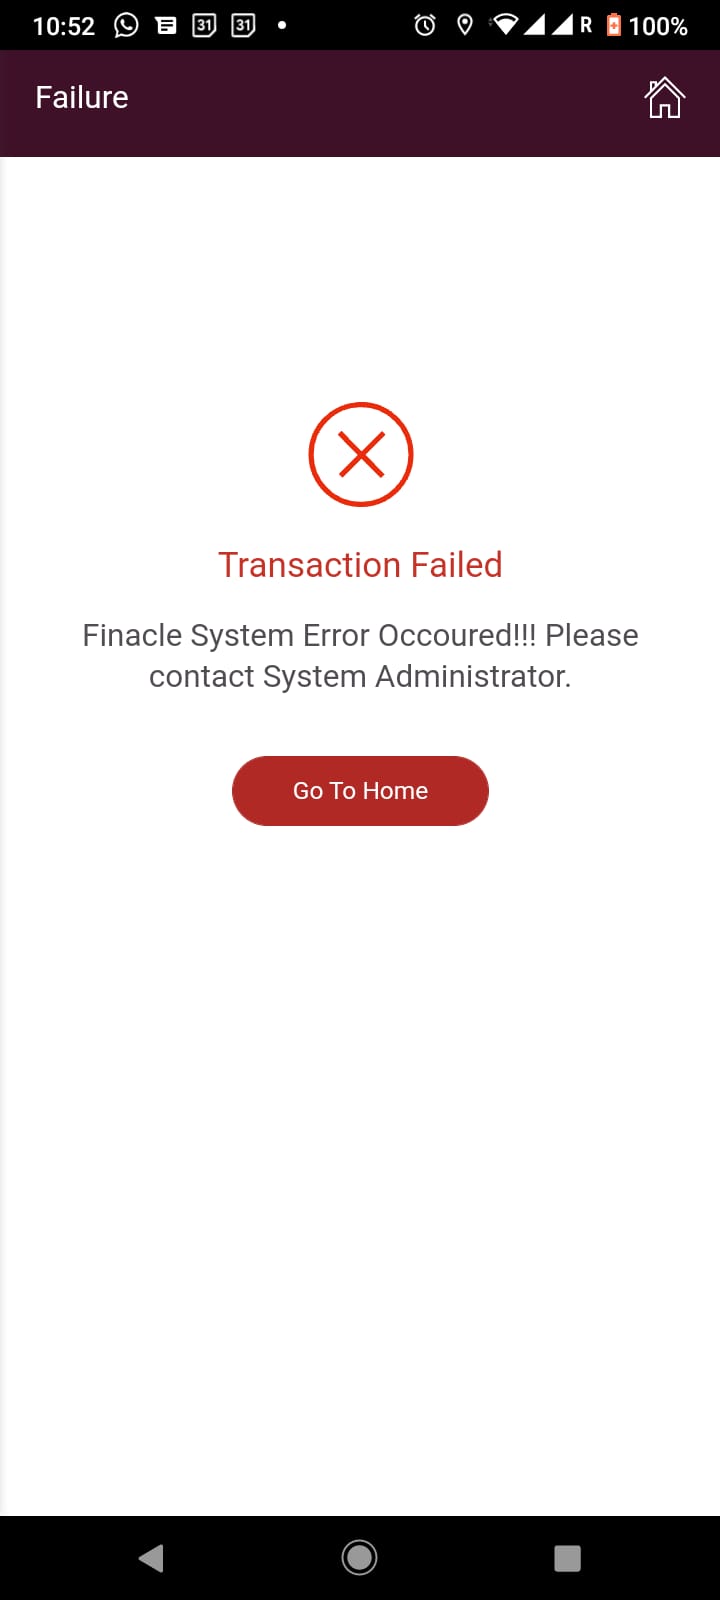 10:52 31 31 R 100%
Failure
Transaction Failed
Finacle System Error Occoured!!! Please
contact System Administrator.
Go To Home